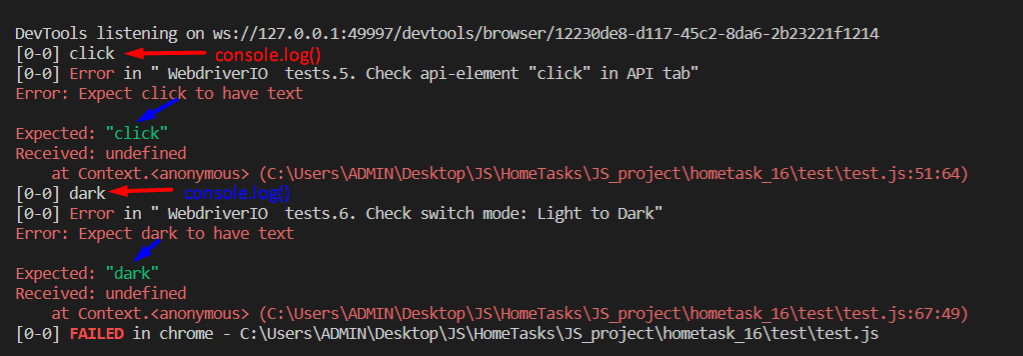 DevTools listening on ws://127.0.0.1:49997/devtools/browser/12230de8-d117-45c2-8da6-2b23221f1214
[0-0] click console.log()
[0-0] Error in " WebdriverIO  tests.5. Check api-element "click" in API tab"
Error: Expect click to have text
Expected: "click"
Received: undefined
at Context.<anonymous> (C:\Users\ADMIN\Desktop\JS\HomeTasks\JS_project\hometask_16\test\test.js:51:64)
[0-0] dark console.log()
[0-0] Error in " WebdriverIO  tests.6. Check switch mode: Light to Dark"
Error: Expect dark to have text
Expected: "dark"
Received: undefined
at Context.<anonymous> (C:\Users\ADMIN\Desktop\JS\HomeTasks\JS_project\hometask_16\test\test.js:67:49)
[0-0] FAILED in chrome - C:\Users\ADMIN\Desktop\JS\HomeTasks\JS_project\hometask_16\test\test.js